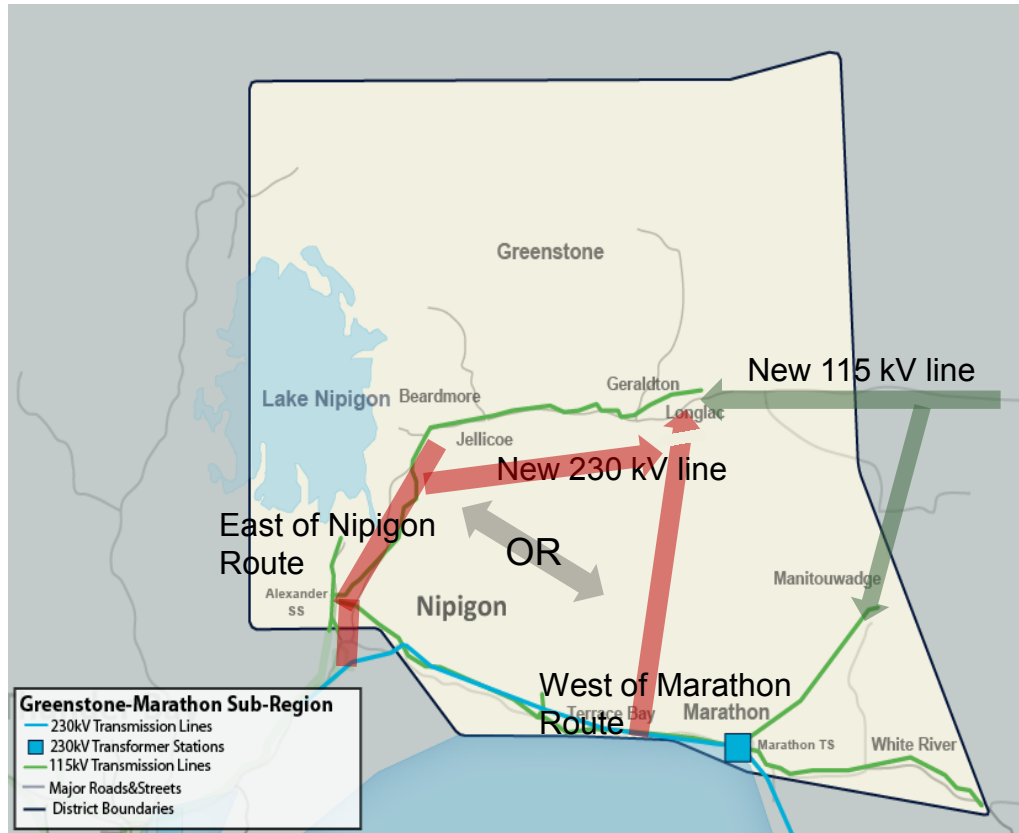 Greenstone
New 115 kV line
Geraldton
Lake Nipigon
Beardmore
Longlac
Jellicoe
New 230 kV line
East of Nipigon
Route
OR
Manitouwadge
Alexander
SS
Nipigon
West of Marathon
Route
Terrace Bay
Marathon
Marathon TS
White River
Greenstone-Marathon Sub-Region
230kV Transmission Lines
230kV Transformer Stations
115kV Transmission Lines
Major Roads&Streets
District Boundaries